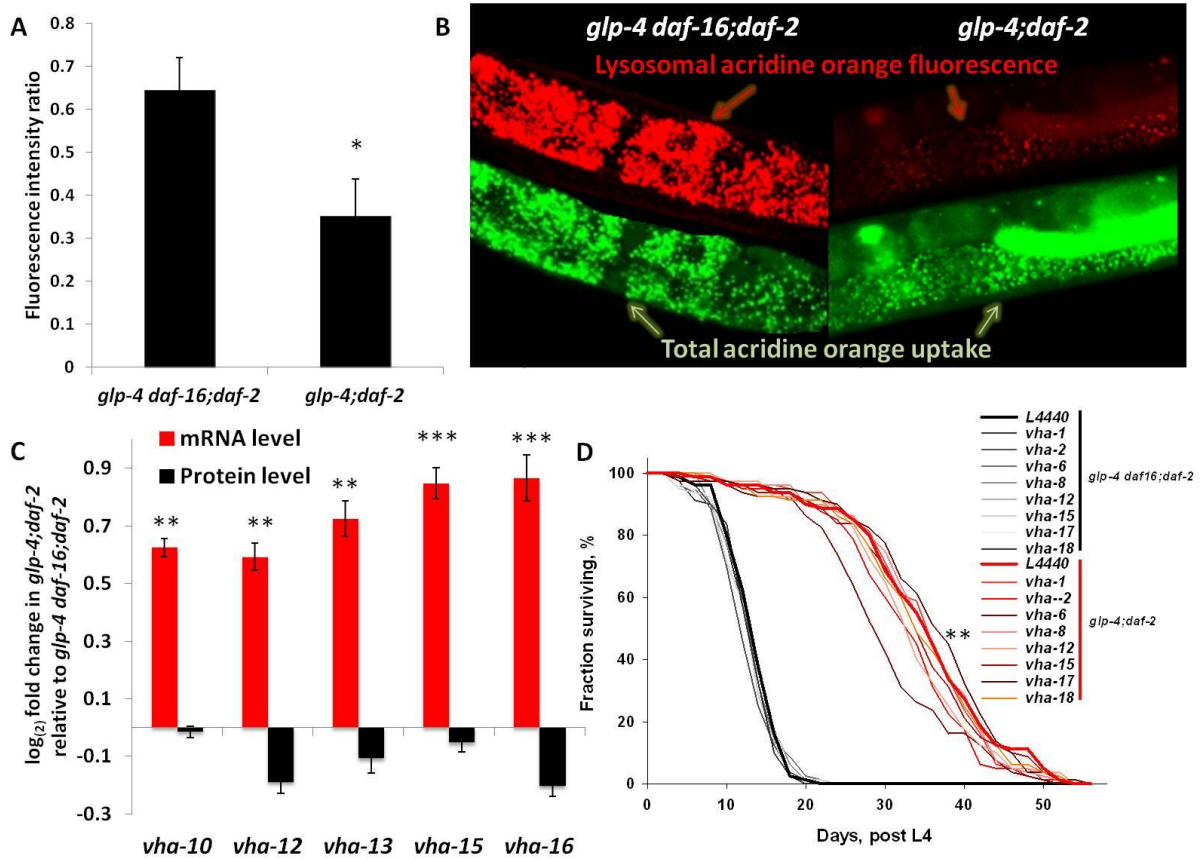 A
0.8
0.7
0.6
0.5
0.4
0.3
0.2
0.1
0
Fluorescence intensity ratio
*
glp-4 daf-16;daf-2
glp-4;daf-2
B
glp-4 daf-16;daf-2
glp-4;daf-2
Lysosomal acridine orange fluorescence
Total acridine orange uptake
C
mRNA level
Protein level
log(2) fold change in glp-4;daf-2
relative to glp-4 daf-16;daf-2
0.9
0.7
0.5
0.3
0.1
-0.1
-0.3
**
**
**
***
***
vha-10
vha-12
vha-13
vha-15
vha-16
D
Fraction surviving, %
100
80
60
40
20
0
0
10
20
30
40
50
Days, post L4
**
L4440
vha-1
vha-2
vha-6
vha-8
vha-12
vha-15
vha-17
vha-18
glp-4 daf16;daf-2
L4440
vha-1
vha--2
vha-6
vha-8
vha-12
vha-15
vha-17
vha-18
glp-4;daf-2